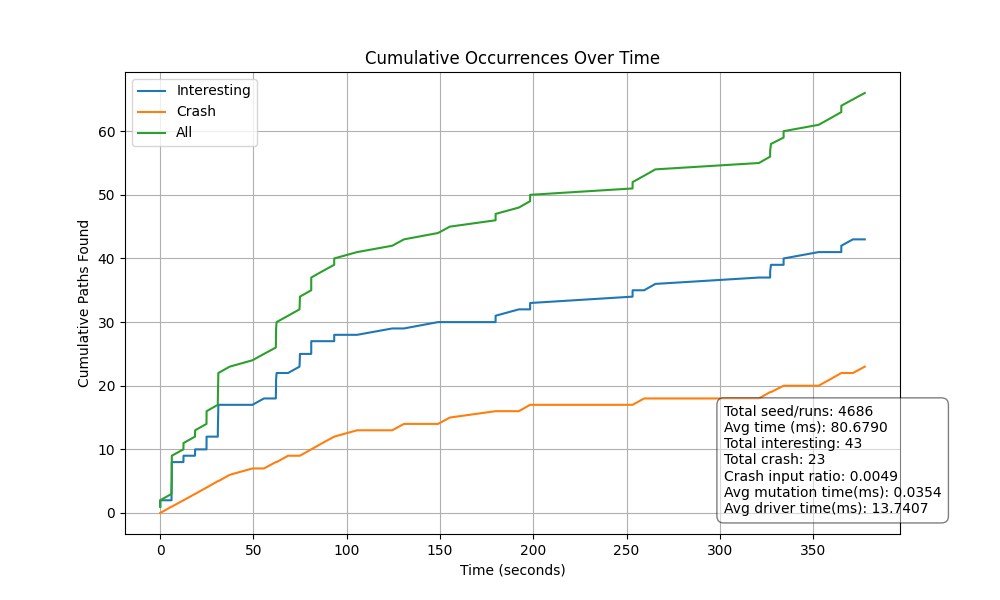 Cumulative Occurrences Over Time
Interesting
Crash
All
Cumulative Paths Found
60
50
40
30
20
10
0
Total seed/runs: 4686
Avg time (ms): 80.6790
Total interesting: 43
Total crash: 23
Crash input ratio: 0.0049
Avg mutation time(ms): 0.0354
Avg driver time(ms): 13.7407
0 50 100 150 200 250 300 350
Time (seconds)